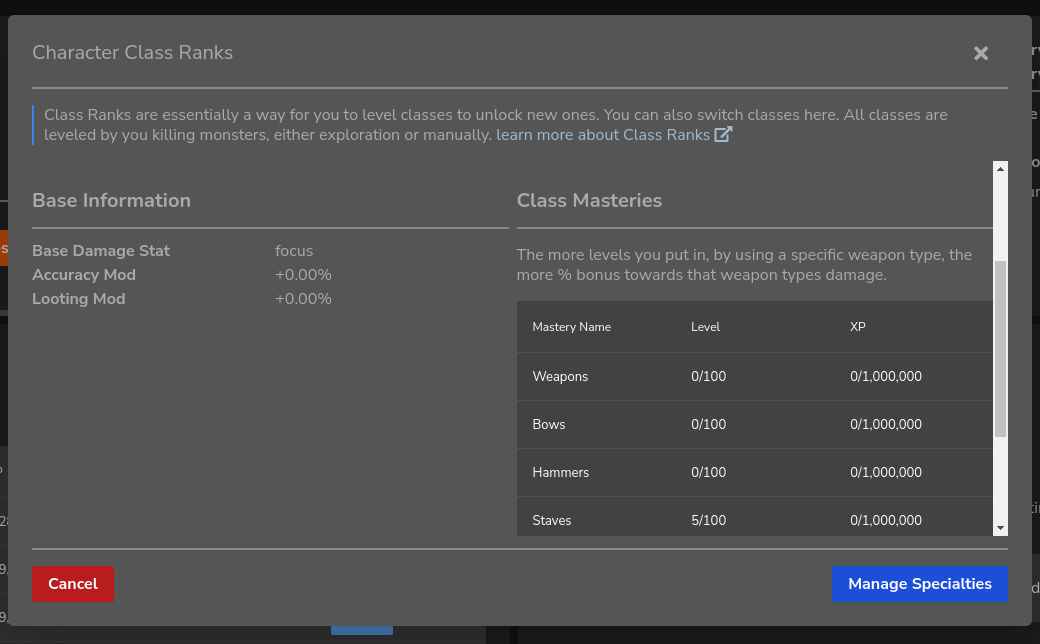 Character Class Ranks
Class Ranks are essentially a way for you to level classes to unlock new ones. You can also switch classes here. All classes are
leveled by you killing monsters, either exploration or manually. learn more about Class Ranks
Base Information
Base Damage Stat focus
Accuracy Mod +0.00%
Looting Mod +0.00%
Class Masteries
The more levels you put in, by using a specific weapon type, the
more % bonus towards that weapon types damage.
Mastery Name Level XP
Weapons 0/100 0/1,000,000
Bows 0/100 0/1,000,000
Hammers 0/100 0/1,000,000
Staves 5/100 0/1,000,000
Cancel
Manage Specialties